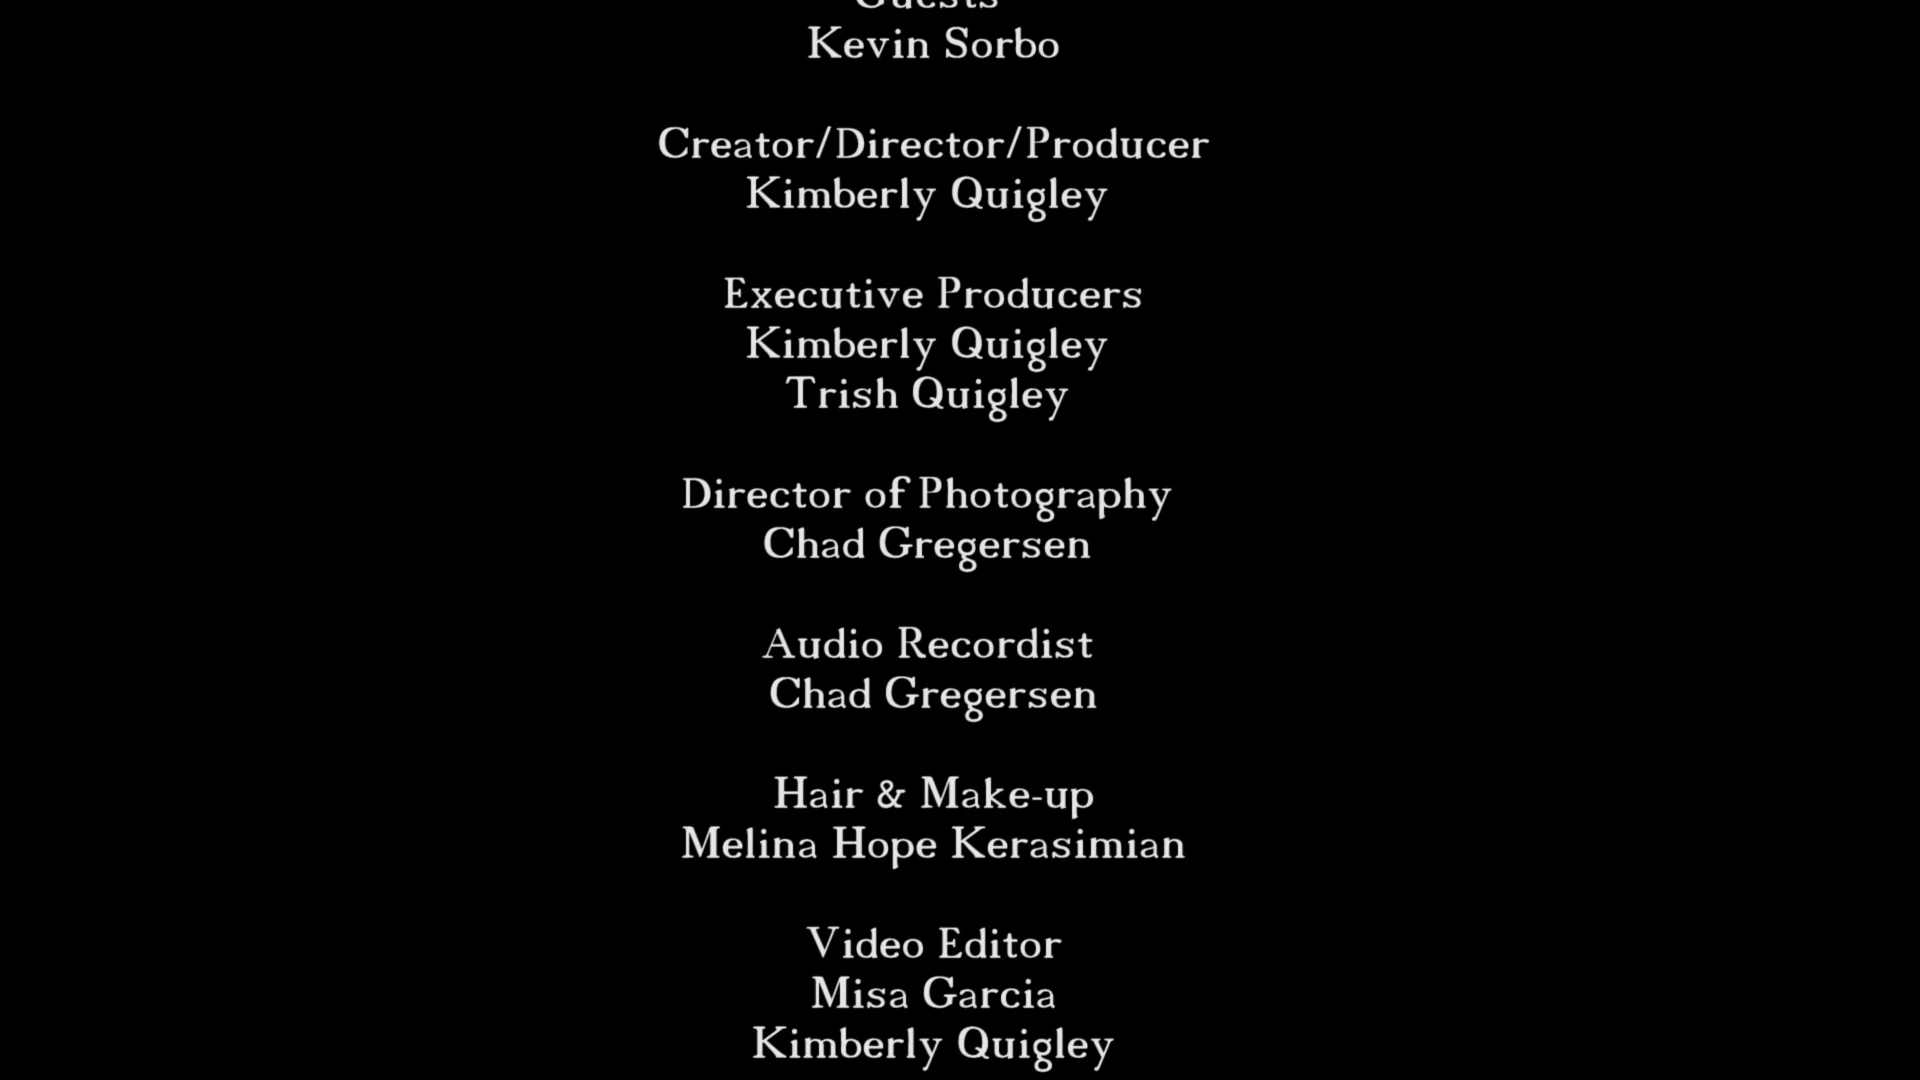 Guests
Kevin Sorbo
Creator/Director/Producer
Kimberly Quigley
Executive Producers
Kimberly Quigley
Trish Quigley
Director of Photography
Chad Gregersen
Audio Recordist
Chad Gregersen
Hair & Make-up
Melina Hope Kerasimian
Video Editor
Misa Garcia
Kimberly Quigley